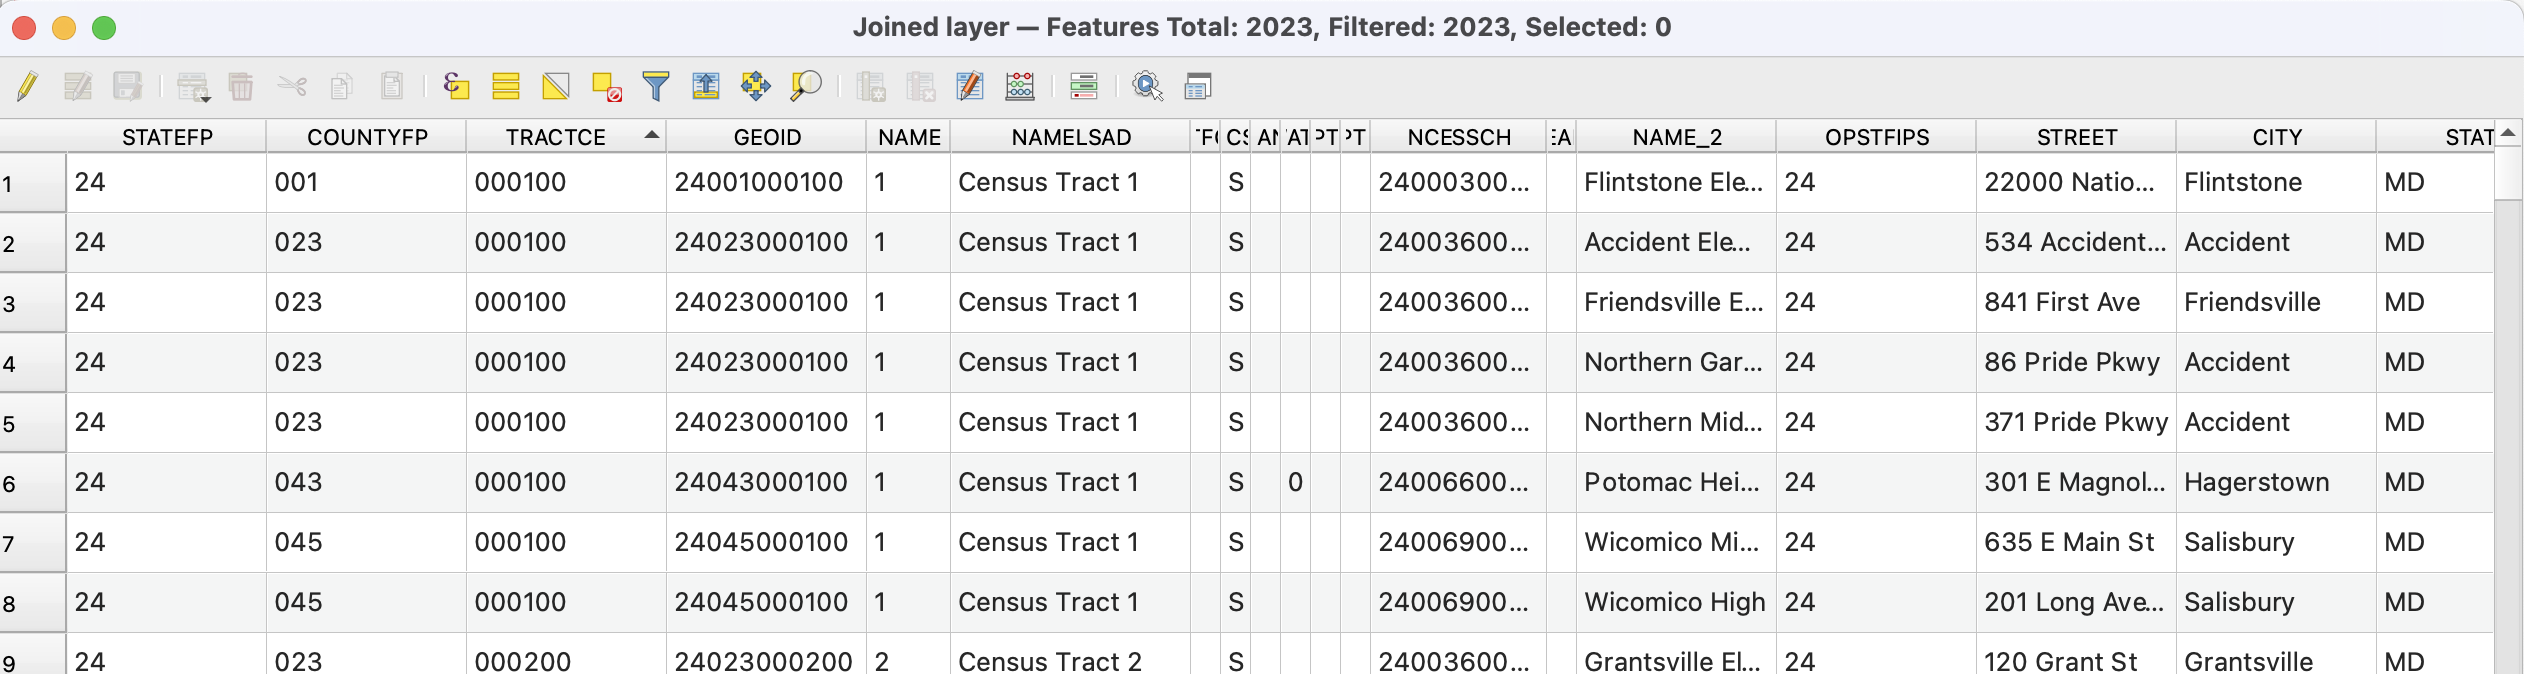 Joined layer — Features Total: 2023, Filtered: 2023, Selected: 0
STATEFP COUNTYFP TRACTCE GEOID NAME NAMELSAD NCESSCH NAME_2 OPSTFIPS STREET CITY STAT
1 24 001 000100 24001000100 1 Census Tract 1 S 24000300... Flintstone Ele... 24 22000 Natio... Flintstone MD
2 24 023 000100 24023000100 1 Census Tract 1 S 24003600... Accident Ele... 24 534 Accident... Accident MD
3 24 023 000100 24023000100 1 Census Tract 1 S 24003600... Friendsville E... 24 841 First Ave Friendsville MD
4 24 023 000100 24023000100 1 Census Tract 1 S 24003600... Northern Gar... 24 86 Pride Pkwy Accident MD
5 24 023 000100 24023000100 1 Census Tract 1 S 24003600... Northern Mid... 24 371 Pride Pkwy Accident MD
6 24 043 000100 24043000100 1 Census Tract 1 S 0 24006600... Potomac Hei... 24 301 E Magnol... Hagerstown MD
7 24 045 000100 24045000100 1 Census Tract 1 S 24006900... Wicomico Mi... 24 635 E Main St Salisbury MD
8 24 045 000100 24045000100 1 Census Tract 1 S 24006900... Wicomico High 24 201 Long Ave... Salisbury MD
9 24 023 000200 24023000200 2 Census Tract 2 S 24003600... Grantsville El... 24 120 Grant St Grantsville MD